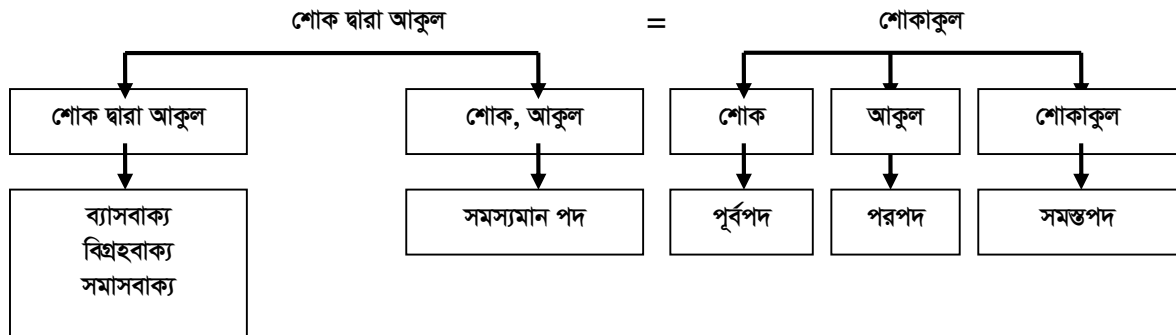 শোক দ্বারা আকুল = শোকাকুল
শোক দ্বারা আকুল শোক, আকুল শোক আকুল শোকাকুল
ব্যাসবাক্য সমস্যমান পদ পূর্বপদ পরপদ সমস্তপদ
বিগ্রহবাক্য
সমাসবাক্য